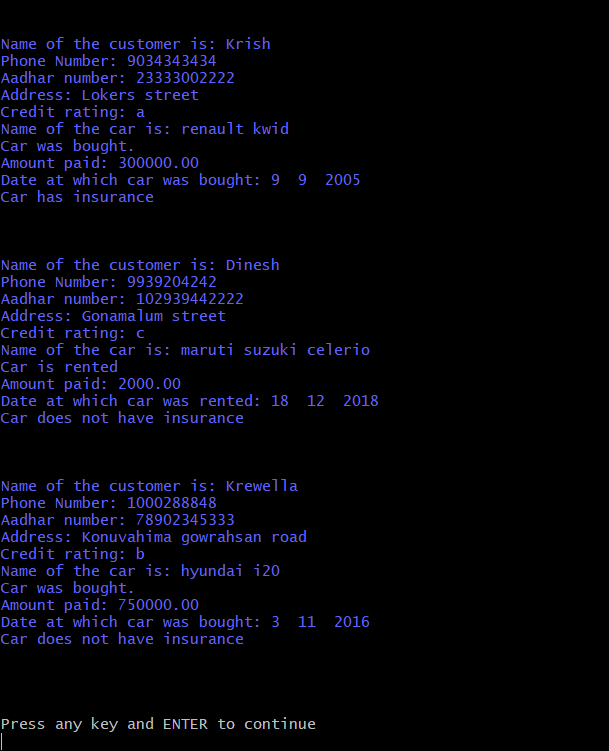 Name of the customer is: Krish
Phone Number: 9034343434
Aadhar number: 23333002222
Address: Lokers street
Credit rating: a
Name of the car is: renault kwid
Car was bought.
Amount paid: 300000.00
Date at which car was bought: 9  9  2005
Car has insurance
Name of the customer is: Dinesh
Phone Number: 9939204242
Aadhar number: 102939442222
Address: Gonamalum street
Credit rating: c
Name of the car is: maruti suzuki celerio
Car is rented
Amount paid: 2000.00
Date at which car was rented: 18  12  2018
Car does not have insurance
Name of the customer is: Krewella
Phone Number: 1000288848
Aadhar number: 78902345333
Address: Konuvahima gowrahsan road
Credit rating: b
Name of the car is: hyundai i20
Car was bought.
Amount paid: 750000.00
Date at which car was bought: 3  11  2016
Car does not have insurance
Press any key and ENTER to continue